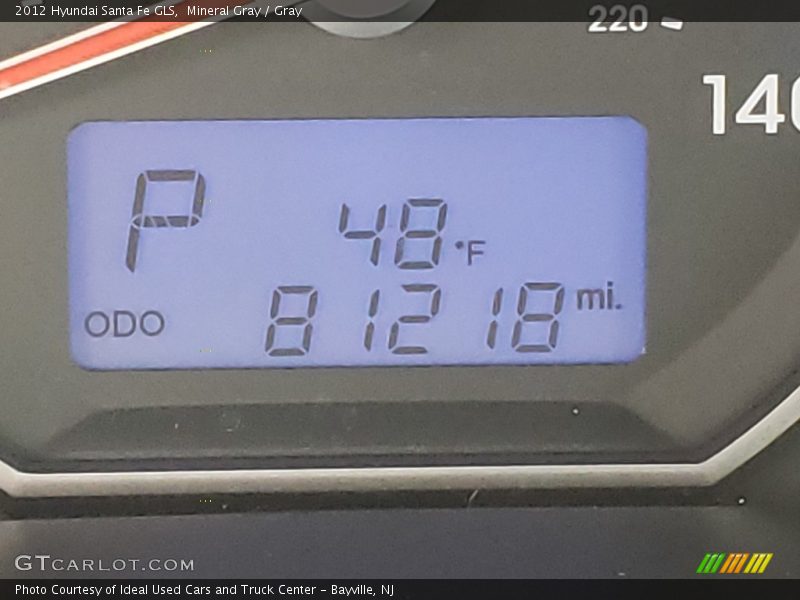 2012 Hyundai Santa Fe GLS, Mineral Gray / Gray
220
140
P
48 °F
ODO 81218 mi.
GTCARLOT.COM
Photo Courtesy of Ideal Used Cars and Truck Center - Bayville, NJ